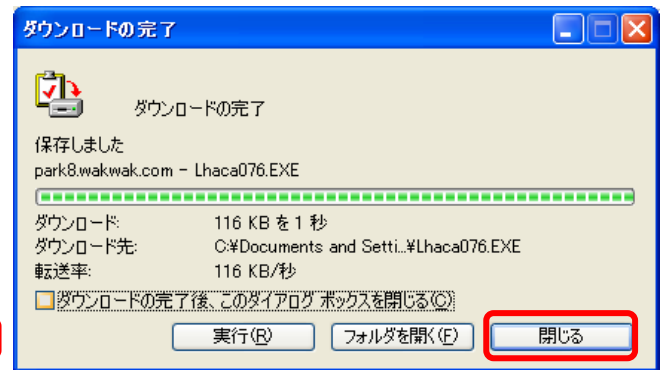 ダウンロードの完了
ダウンロードの完了
保存しました
park8.wakwak.com - Lhaca076.EXE
ダウンロード: 116 KB を 1 秒
ダウンロード先: C:¥Documents and Setti...¥Lhaca076.EXE
転送率: 116 KB/秒
ダウンロードの完了後、このダイアログ ボックスを閉じる(C)
実行(R) フォルダを開く(F) 閉じる